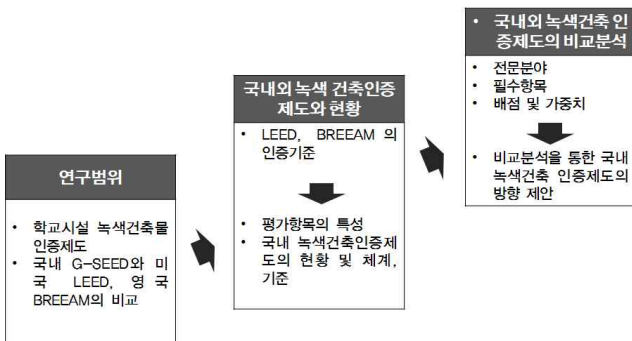 연구범위
• 학교시설 녹색건축물
인증제도
• 국내 G-SEED와 미
국 LEED, 영국
BREEAM의 비교
국내외 녹색 건축인증
제도와 현황
• LEED, BREEAM 의
인증기준
• 평가항목의 특성
• 국내 녹색건축인증제
도의 현황 및 체계,
기준
• 국내외 녹색건축 인
증제도의 비교분석
• 전문분야
• 필수항목
• 배점 및 가중치
• 비교분석을 통한 국내
녹색건축 인증제도의
방향 제안